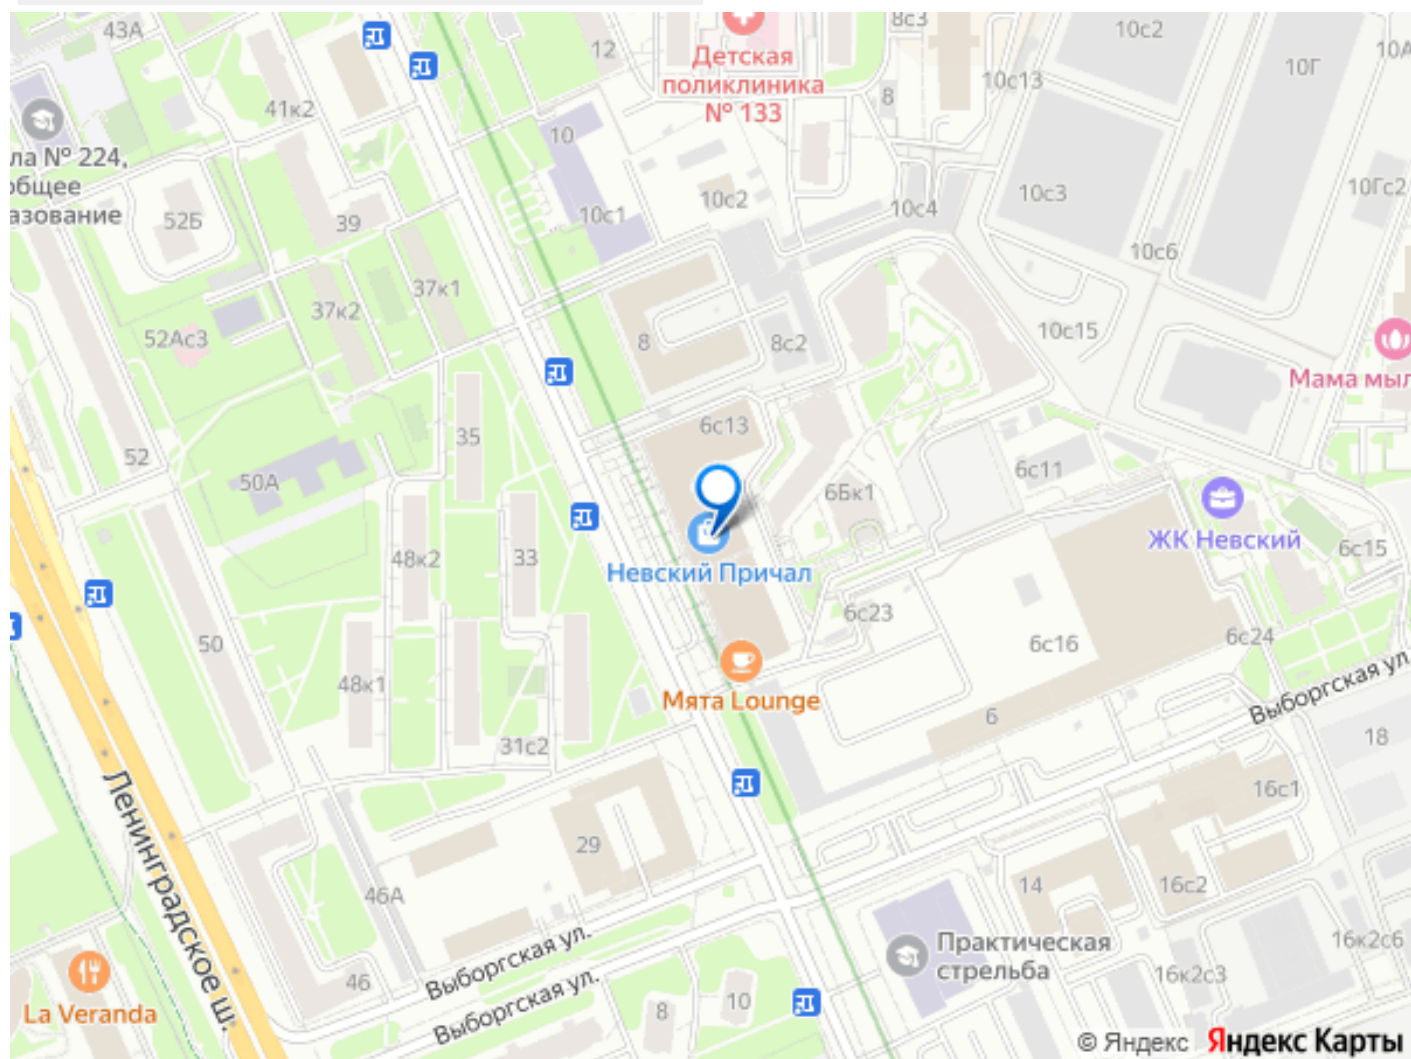 43А
12
8с3
10с2
10Г
10А
Детская
поликлиника
№ 133
10с13
8
41к2
10
ла № 224,
общее
азование
52Б
39
10с1
10с2
10с4
10с3
10Гс2
10с6
37к1
37к2
52Ас3
8
8с2
10с15
Мама мыл
6с13
35
52
50А
6Бк1
6с11
ЖК Невский
6с15
48к2
33
Невский Причал
6с23
6с16
6с24
50
48к1
Мята Lounge
6
31с2
Выборгская ул.
18
16с1
Ленинградское ш.
29
46А
14
16с2
Выборгская ул.
Выборгская ул.
Практическая
стрельба
16к2с6
16к2с3
46
8
10
La Veranda
© Яндекс Яндекс Карты